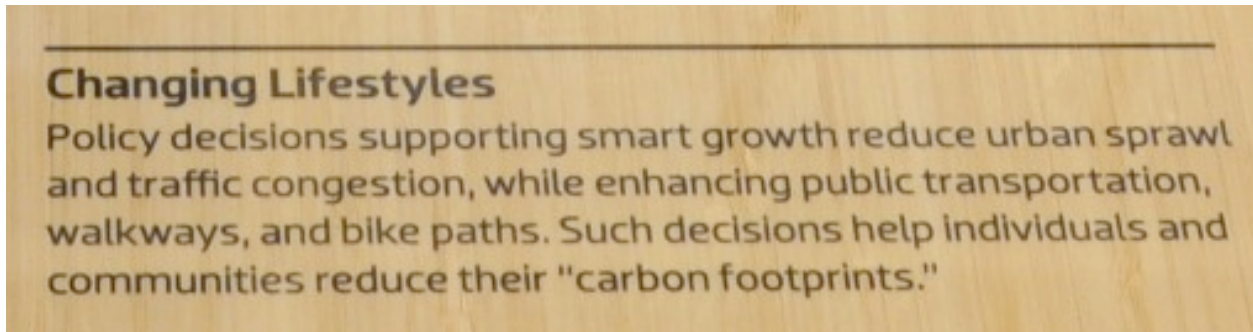 Changing Lifestyles
Policy decisions supporting smart growth reduce urban sprawl
and traffic congestion, while enhancing public transportation,
walkways, and bike paths. Such decisions help individuals and
communities reduce their "carbon footprints."